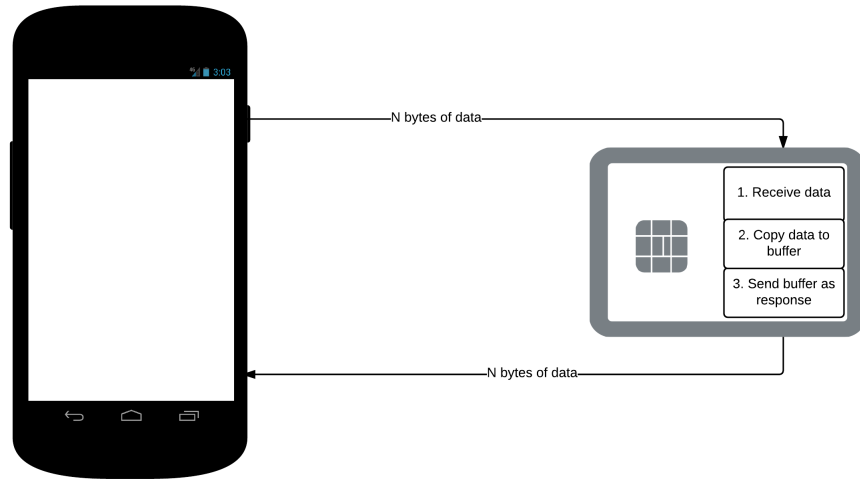 4G 3:03
N bytes of data
1. Receive data
2. Copy data to
buffer
3. Send buffer as
response
N bytes of data